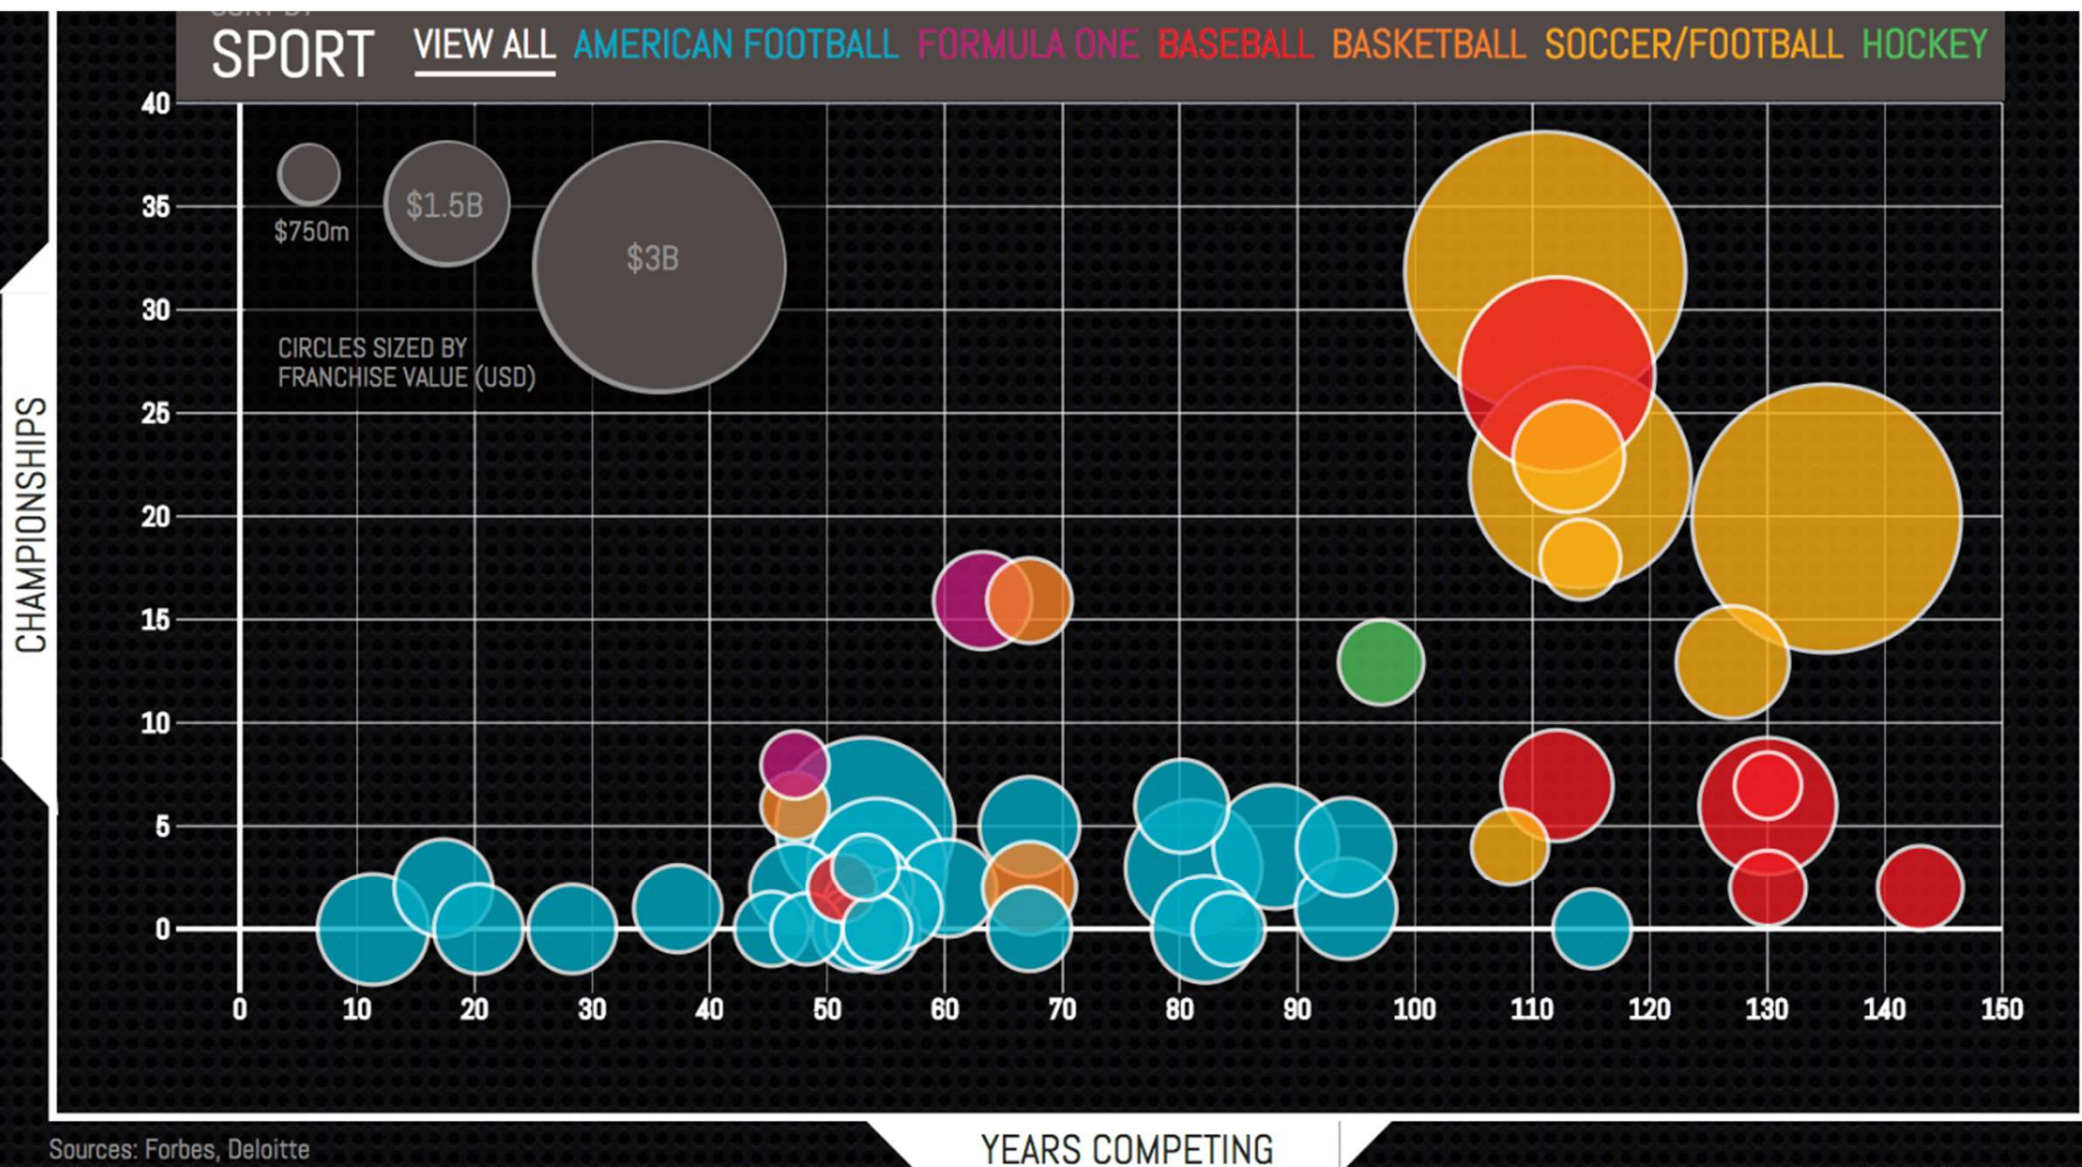 SPORT VIEW ALL AMERICAN FOOTBALL FORMULA ONE BASEBALL BASKETBALL SOCCER/FOOTBALL HOCKEY
40
35
30
25
20
15
10
5
0
CHAMPIONSHIPS
$750m
$1.5B
$3B
CIRCLES SIZED BY
FRANCHISE VALUE (USD)
0 10 20 30 40 50 60 70 80 90 100 110 120 130 140 150
YEARS COMPETING
Sources: Forbes, Deloitte